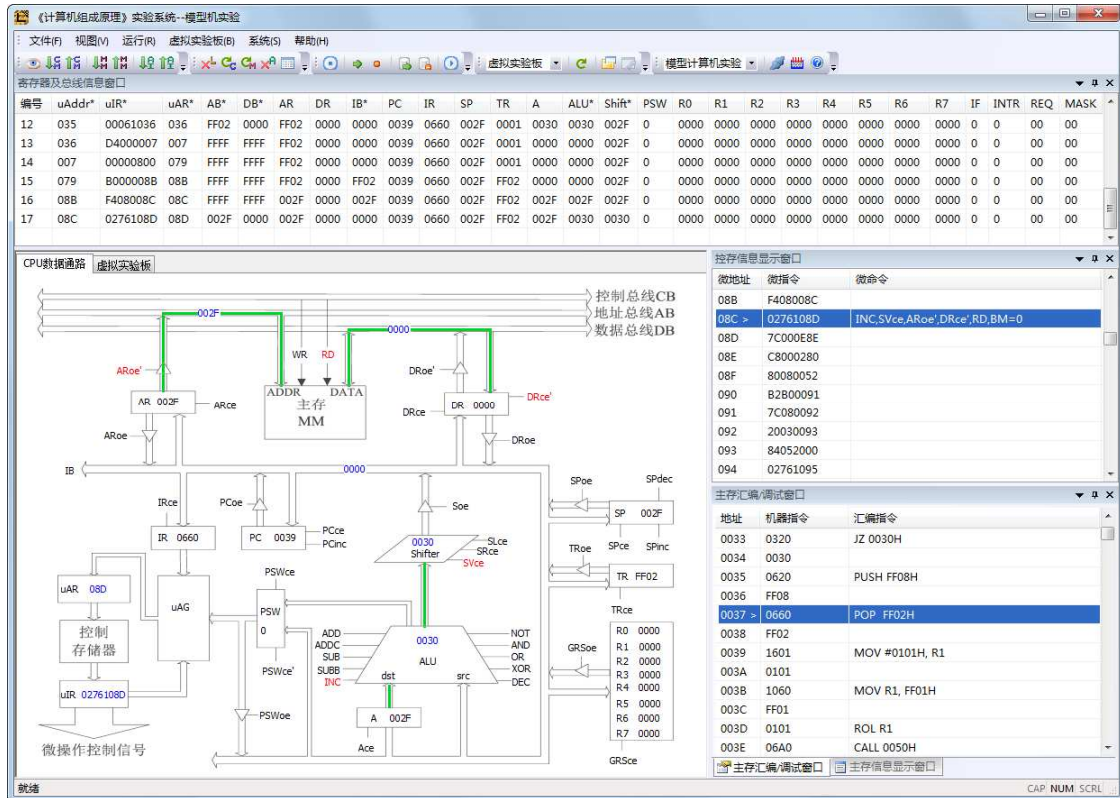 《计算机组成原理》实验系统--模型机实验
文件(F) 视图(V) 运行(R) 虚拟实验板(B) 系统(S) 帮助(H)
虚拟实验板 模型计算机实验
寄存器及总线信息窗口
编号 uAddr* uIR* uAR* AB* DB* AR DR IB* PC IR SP TR A ALU* Shift* PSW R0 R1 R2 R3 R4 R5 R6 R7 IF INTR REQ MASK
12 035 00061036 036 FF02 0000 FF02 0000 0000 0039 0660 002F 0001 0030 0030 002F 0 0000 0000 0000 0000 0000 0000 0000 0000 0 0 00 00
13 036 D4000007 007 FFFF FFFF FF02 0000 0000 0039 0660 002F 0001 0000 0000 002F 0 0000 0000 0000 0000 0000 0000 0000 0000 0 0 00 00
14 007 00000800 079 FFFF FFFF FF02 0000 0000 0039 0660 002F 0001 0000 0000 002F 0 0000 0000 0000 0000 0000 0000 0000 0000 0 0 00 00
15 079 B000008B 08B FFFF FFFF FF02 0000 FF02 0039 0660 002F FF02 0000 0000 002F 0 0000 0000 0000 0000 0000 0000 0000 0000 0 0 00 00
16 08B F408008C 08C FFFF FFFF 002F 0000 002F 0039 0660 002F FF02 002F 002F 002F 0 0000 0000 0000 0000 0000 0000 0000 0000 0 0 00 00
17 08C 0276108D 08D 002F 0000 002F 0000 0000 0039 0660 002F FF02 002F 0030 0030 0 0000 0000 0000 0000 0000 0000 0000 0000 0 0 00 00
CPU数据通路 虚拟实验板
控制总线CB
地址总线AB
数据总线DB
002F
0000
WR RD
ARoe'
DRoe'
ADDR DATA
主存
MM
AR 002F
ARce
DRce
DR 0000
DRce'
ARoe
DRoe
IB
0000
IRce
PCoe
Soe
SPoe
SPdec
IR 0660
PC 0039
PCce
PCinc
0030
Shifter
SLce
SRce
SVce
SP 002F
SPce SPinc
TRoe
TR FF02
TRce
uAR 08D
uAG
PSWce
PSW
0
PSWce'
控制
存储器
ADD
ADDC
SUB
SUBB
INC
0030
ALU
dst src
NOT
AND
OR
XOR
DEC
GRSoe
R0 0000
R1 0000
R2 0000
R3 0000
R4 0000
R5 0000
R6 0000
R7 0000
GRSce
uIR 0276108D
PSWoe
A 002F
Ace
微操作控制信号
控存信息显示窗口
微地址 微指令 微命令
08B F408008C
08C > 0276108D INC,SVce,ARoe',DRce',RD,BM=0
08D 7C000E8E
08E C8000280
08F 80080052
090 B2B00091
091 7C080092
092 20030093
093 84052000
094 02761095
主存汇编/调试窗口
地址 机器指令 汇编指令
0033 0320 JZ 0030H
0034 0030
0035 0620 PUSH FF08H
0036 FF08
0037 > 0660 POP FF02H
0038 FF02
0039 1601 MOV #0101H, R1
003A 0101
003B 1060 MOV R1, FF01H
003C FF01
003D 0101 ROL R1
003E 06A0 CALL 0050H
主存汇编/调试窗口 主存信息显示窗口
就绪
CAP NUM SCRL